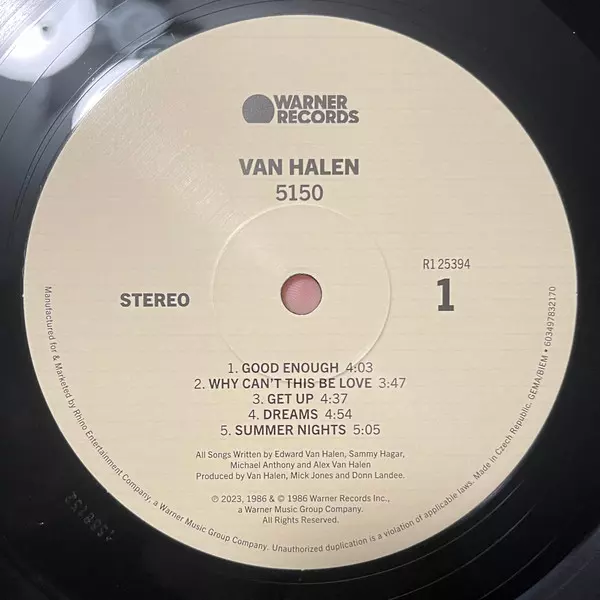 WARNER
RECORDS
VAN HALEN
5150
R1 25394
STEREO
1
1. GOOD ENOUGH 4:03
2. WHY CAN'T THIS BE LOVE 3:47
3. GET UP 4:37
4. DREAMS 4:54
5. SUMMER NIGHTS 5:05
All Songs Written by Edward Van Halen, Sammy Hagar,
Michael Anthony and Alex Van Halen
Produced by Van Halen, Mick Jones and Donn Landee.
℗ 2023, 1986 & © 1986 Warner Records Inc.,
a Warner Music Group Company.
All Rights Reserved.
Manufactured for & Marketed by Rhino Entertainment Company, a Warner Music Group Company. Unauthorized duplication is a violation of applicable laws. Made in Czech Republic. GEMA/BIEM • 603497832170